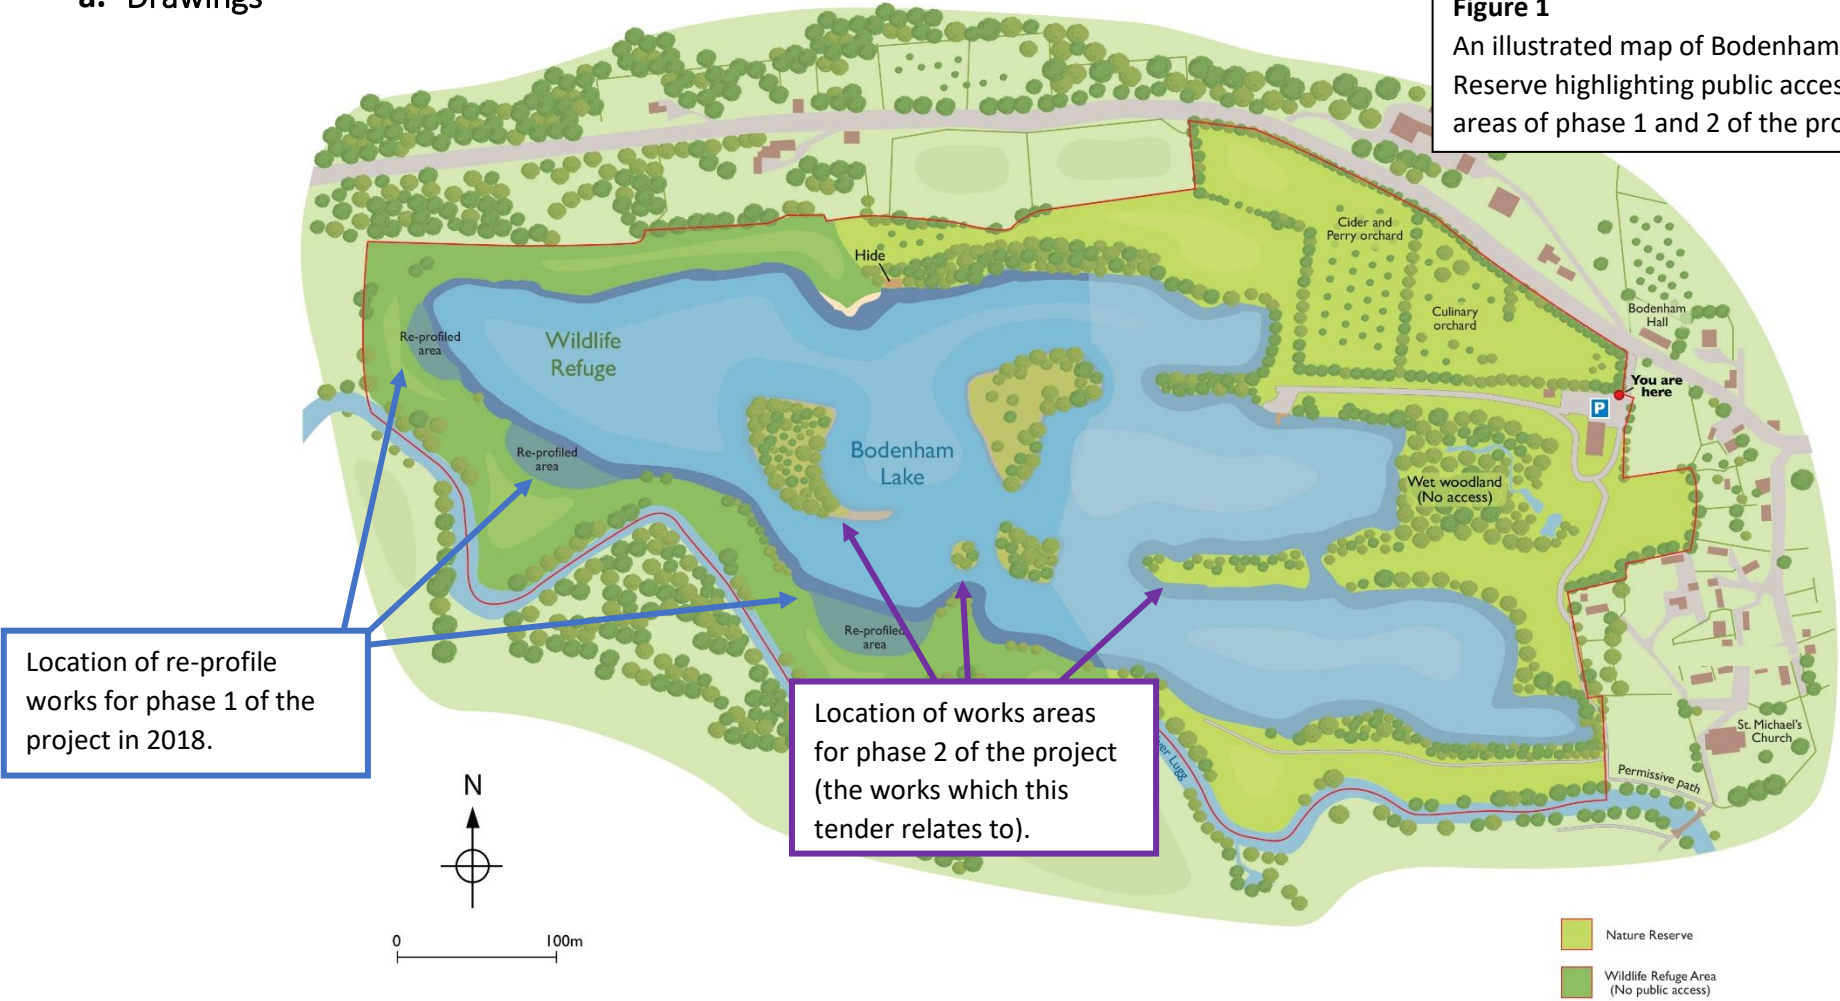 a. Drawings
Figure 1
An illustrated map of Bodenham
Reserve highlighting public
areas of phase 1 and 2 of the
Cider and
Perry orchard
Hide
Culinary
orchard
Bodenham
Hall
Re-profiled
area
Wildlife
Refuge
You are
here
P
Re-profiled
area
Bodenham
Lake
Wet woodland
(No access)
Re-profiled
area
Location of re-profile
works for phase 1 of the
project in 2018.
Location of works areas
for phase 2 of the project
(the works which this
tender relates to).
Lugg
St. Michael's
Church
Permissive path
N
0 100m
Nature Reserve
Wildlife Refuge Area
(No public access)